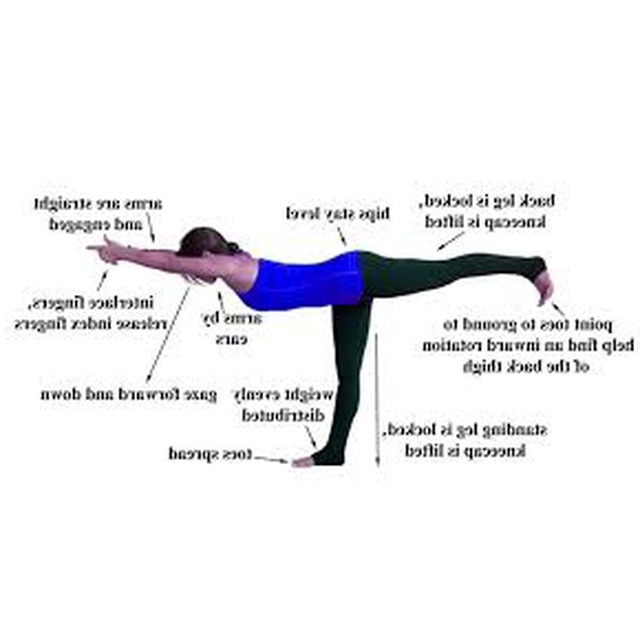 arms are straight
and engaged
hips stay level
back leg is locked,
kneecap is lifted
interlace fingers,
release index fingers
arms by
ears
point toes to ground to
help find an inward rotation
of the back thigh
gaze forward and down
weight evenly
distributed
standing leg is locked,
kneecap is lifted
toes spread